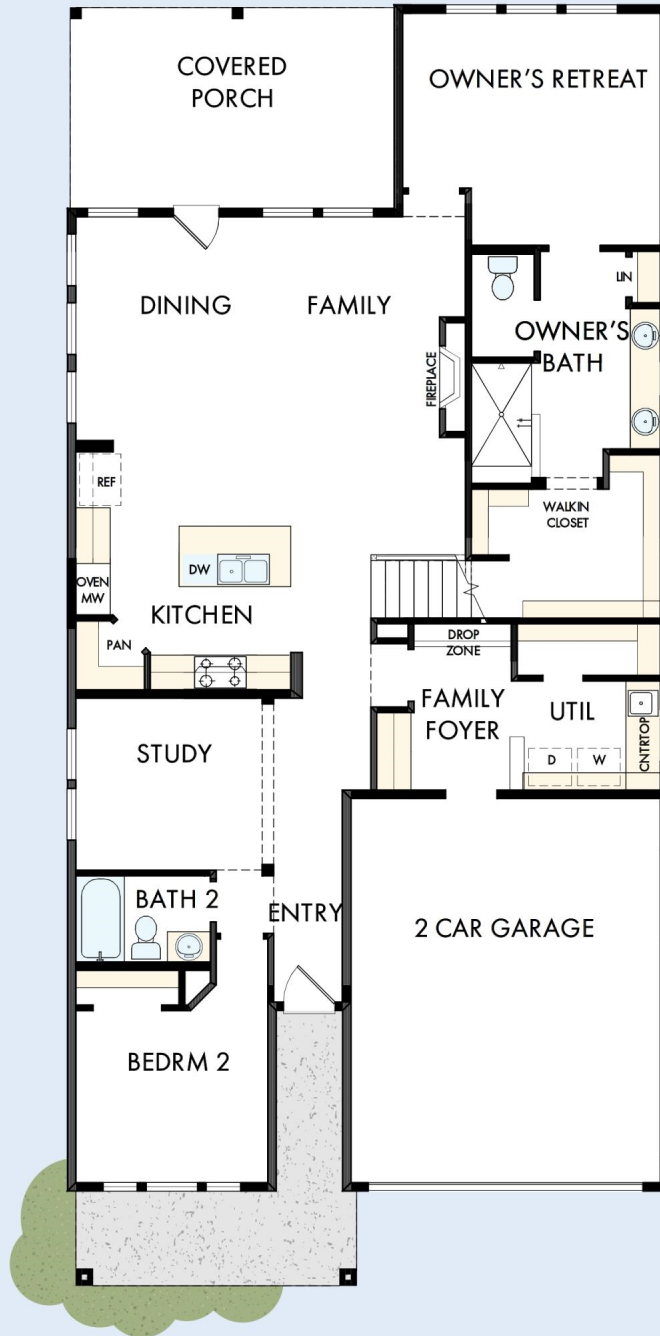 COVERED
PORCH
OWNER'S RETREAT
DINING
FAMILY
LIN
OWNER'S
BATH
FIREPLACE
REF
WALKIN
CLOSET
DW
OVEN
MW
KITCHEN
PAN
DROP
ZONE
FAMILY
FOYER
UTIL
CNTRTOP
D
W
STUDY
BATH 2
ENTRY
2 CAR GARAGE
BEDRM 2